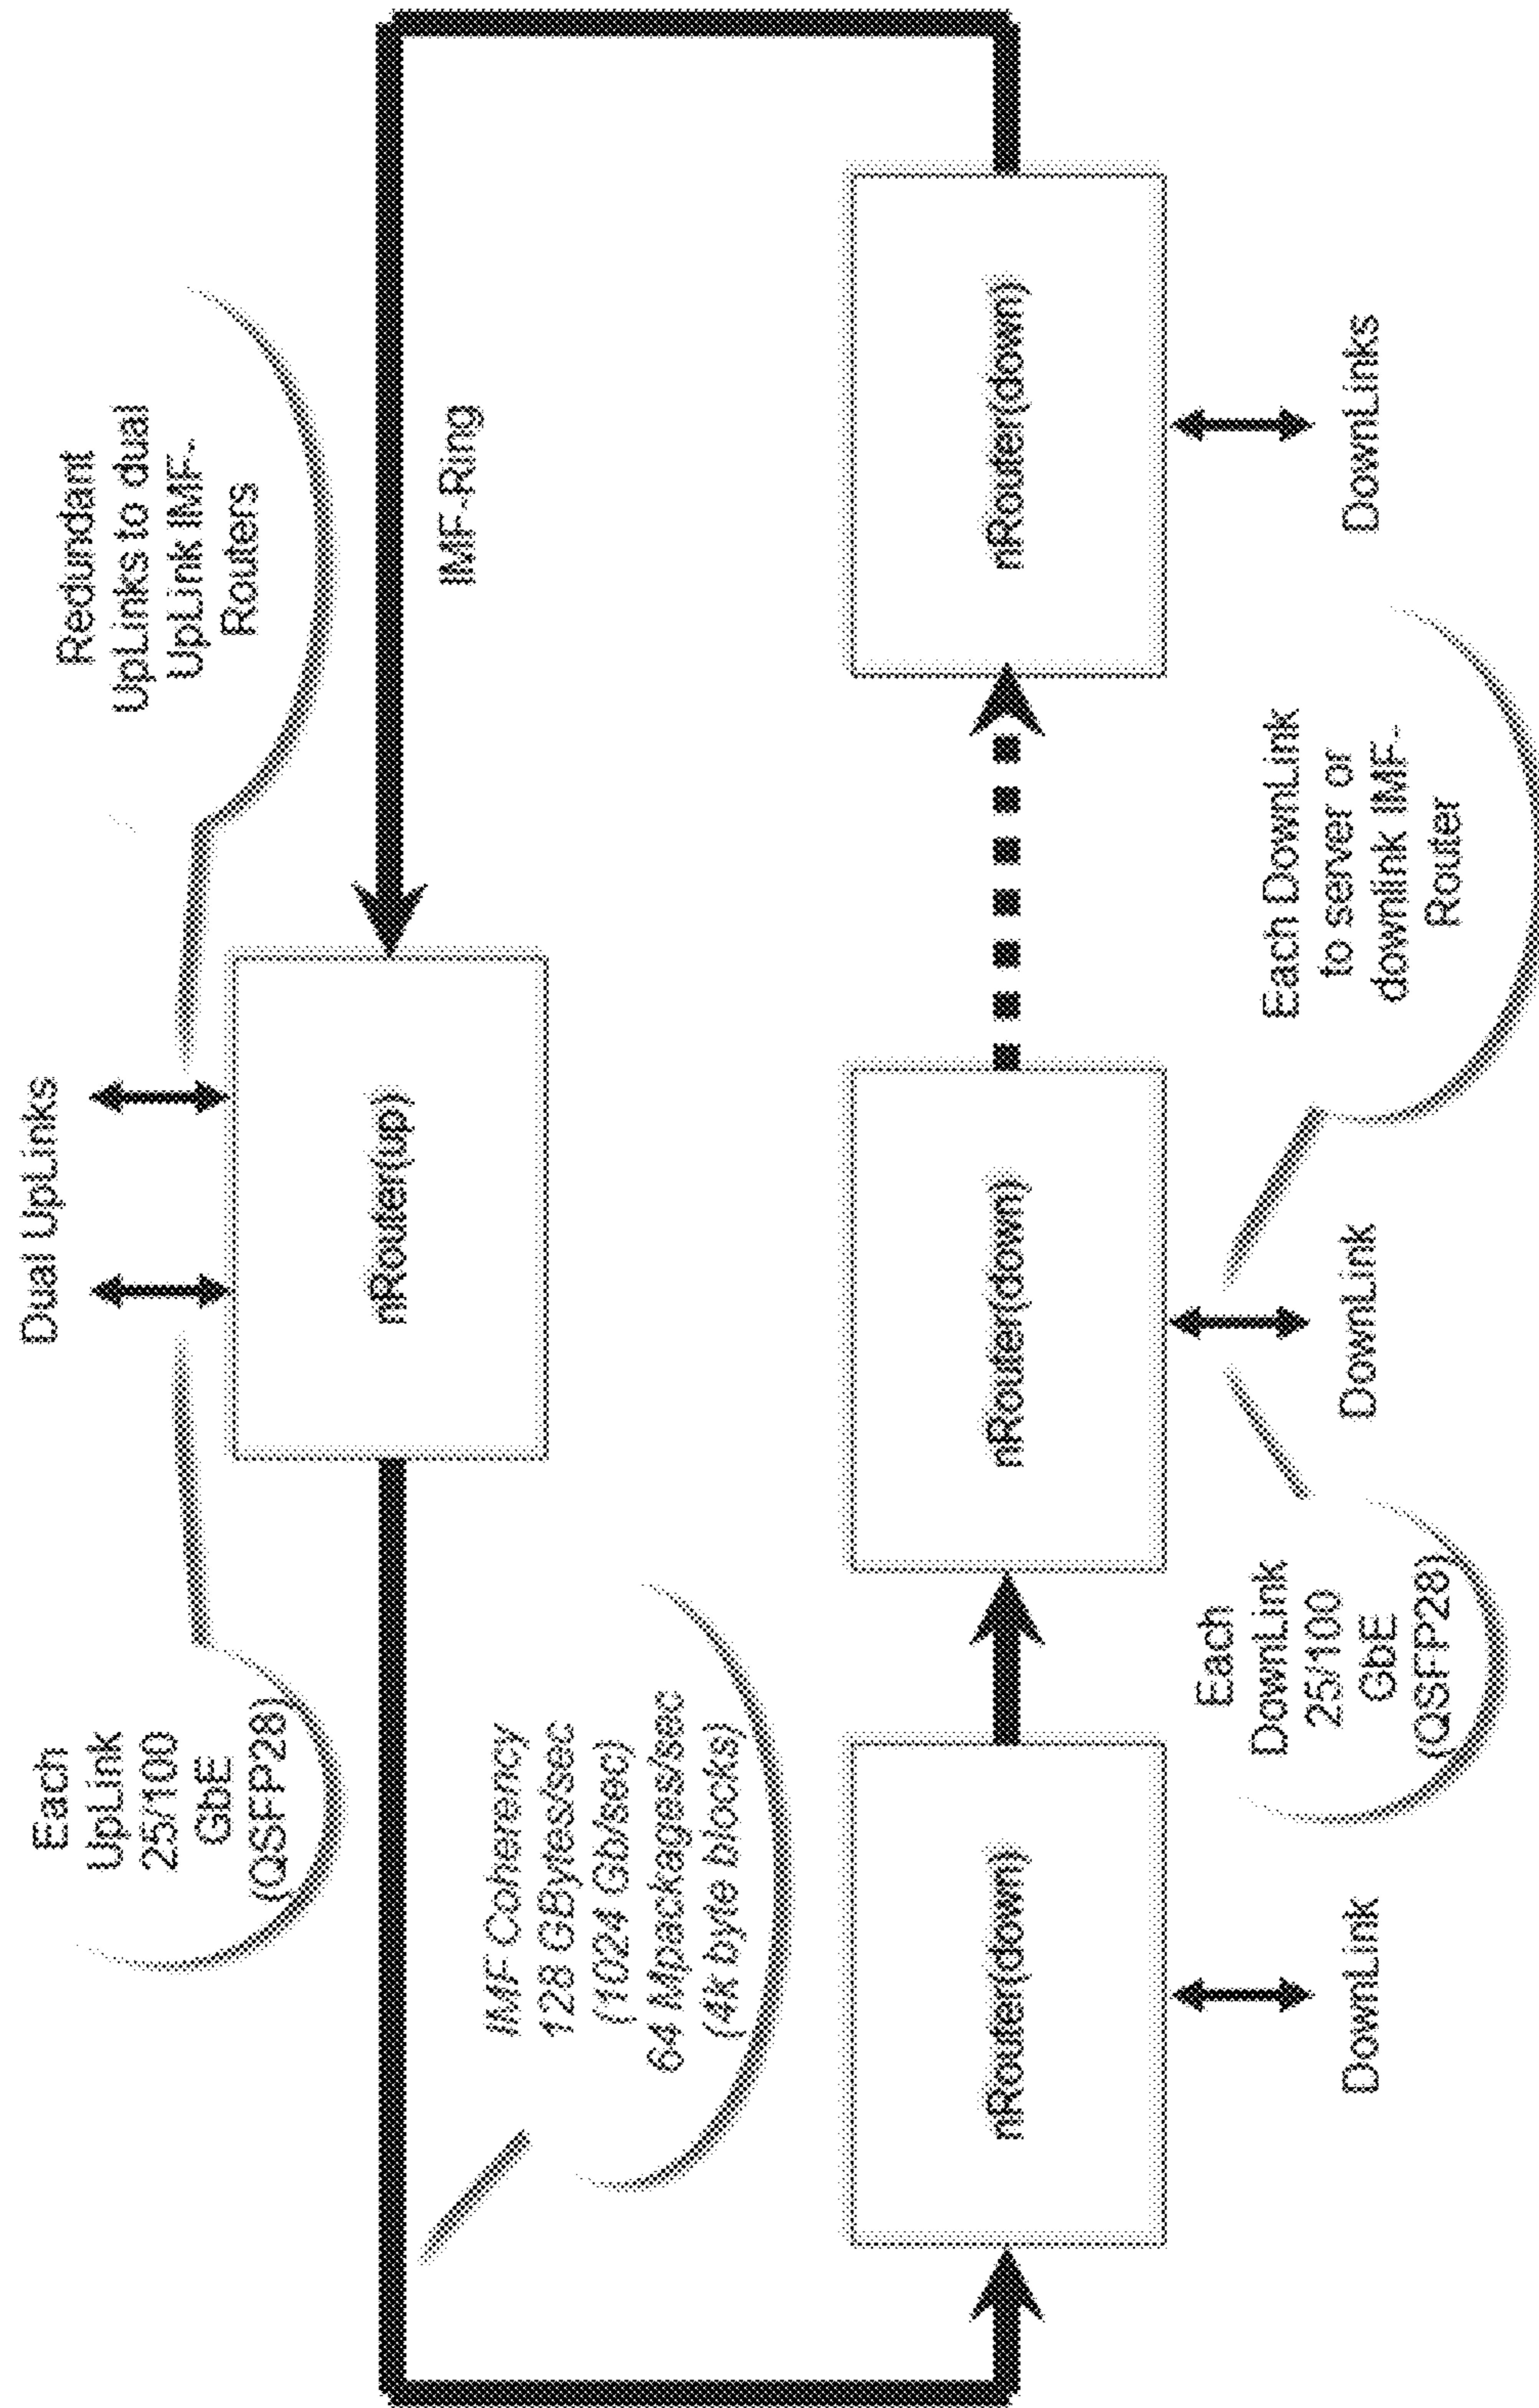 Dual UpLinks
Each
UpLink
25/100
GbE
(QSFP28)
Redundant
UpLinks to dual
UpLink IMF-
Routers
nRouter(up)
IMF-Ring
IMF Coherency
128 GBytes/sec
(1024 Gb/sec)
64 Mpackages/sec
(4k byte blocks)
nRouter(down)
nRouter(down)
nRouter(down)
DownLink
Each
DownLink
25/100
GbE
(QSFP28)
DownLink
Each DownLink
to server or
downlink IMF-
Router
DownLinks